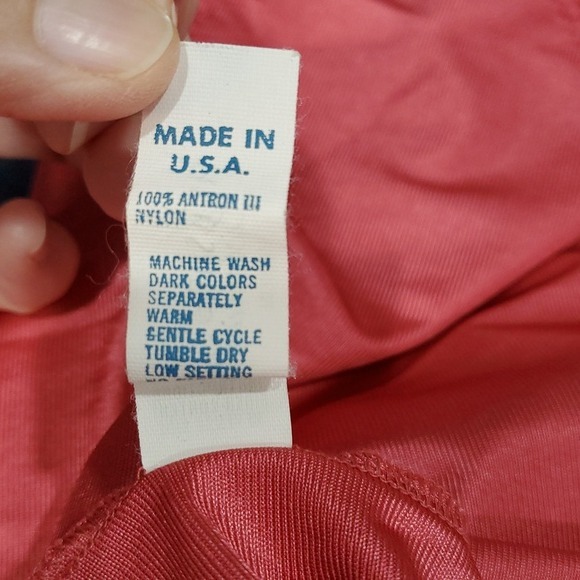 MADE IN
U.S.A.
100% ANTRON III
NYLON
MACHINE WASH
DARK COLORS
SEPARATELY
WARM
GENTLE CYCLE
TUMBLE DRY
LOW SETTING